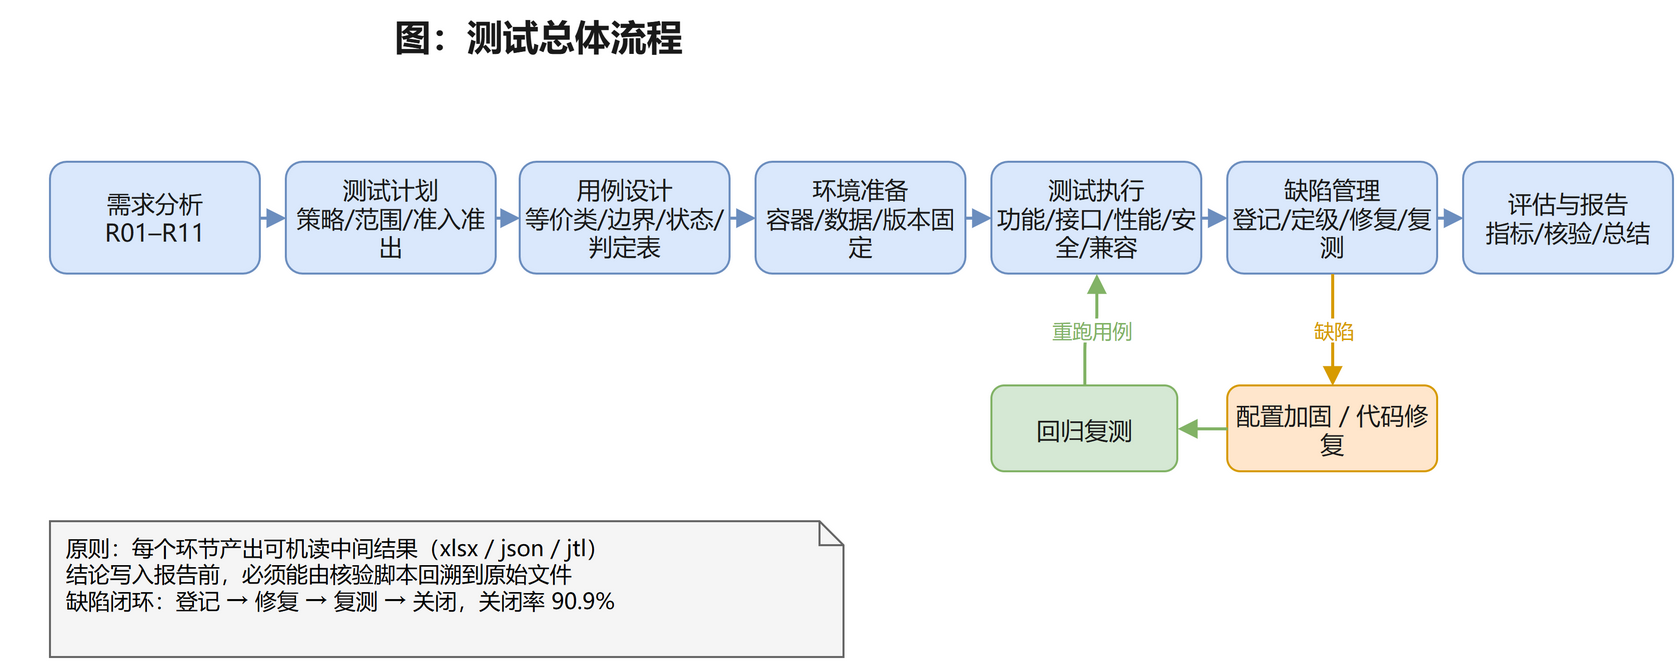 图：测试总体流程
需求分析
R01–R11
测试计划
策略/范围/准入准
出
用例设计
等价类/边界/状态/
判定表
环境准备
容器/数据/版本固
定
测试执行
功能/接口/性能/安
全/兼容
缺陷管理
登记/定级/修复/复
测
评估与报告
指标/核验/总结
重跑用例
缺陷
回归复测
配置加固 / 代码修
复
原则：每个环节产出可机读中间结果（xlsx / json / jtl）
结论写入报告前，必须能由核验脚本回溯到原始文件
缺陷闭环：登记 → 修复 → 复测 → 关闭，关闭率 90.9%